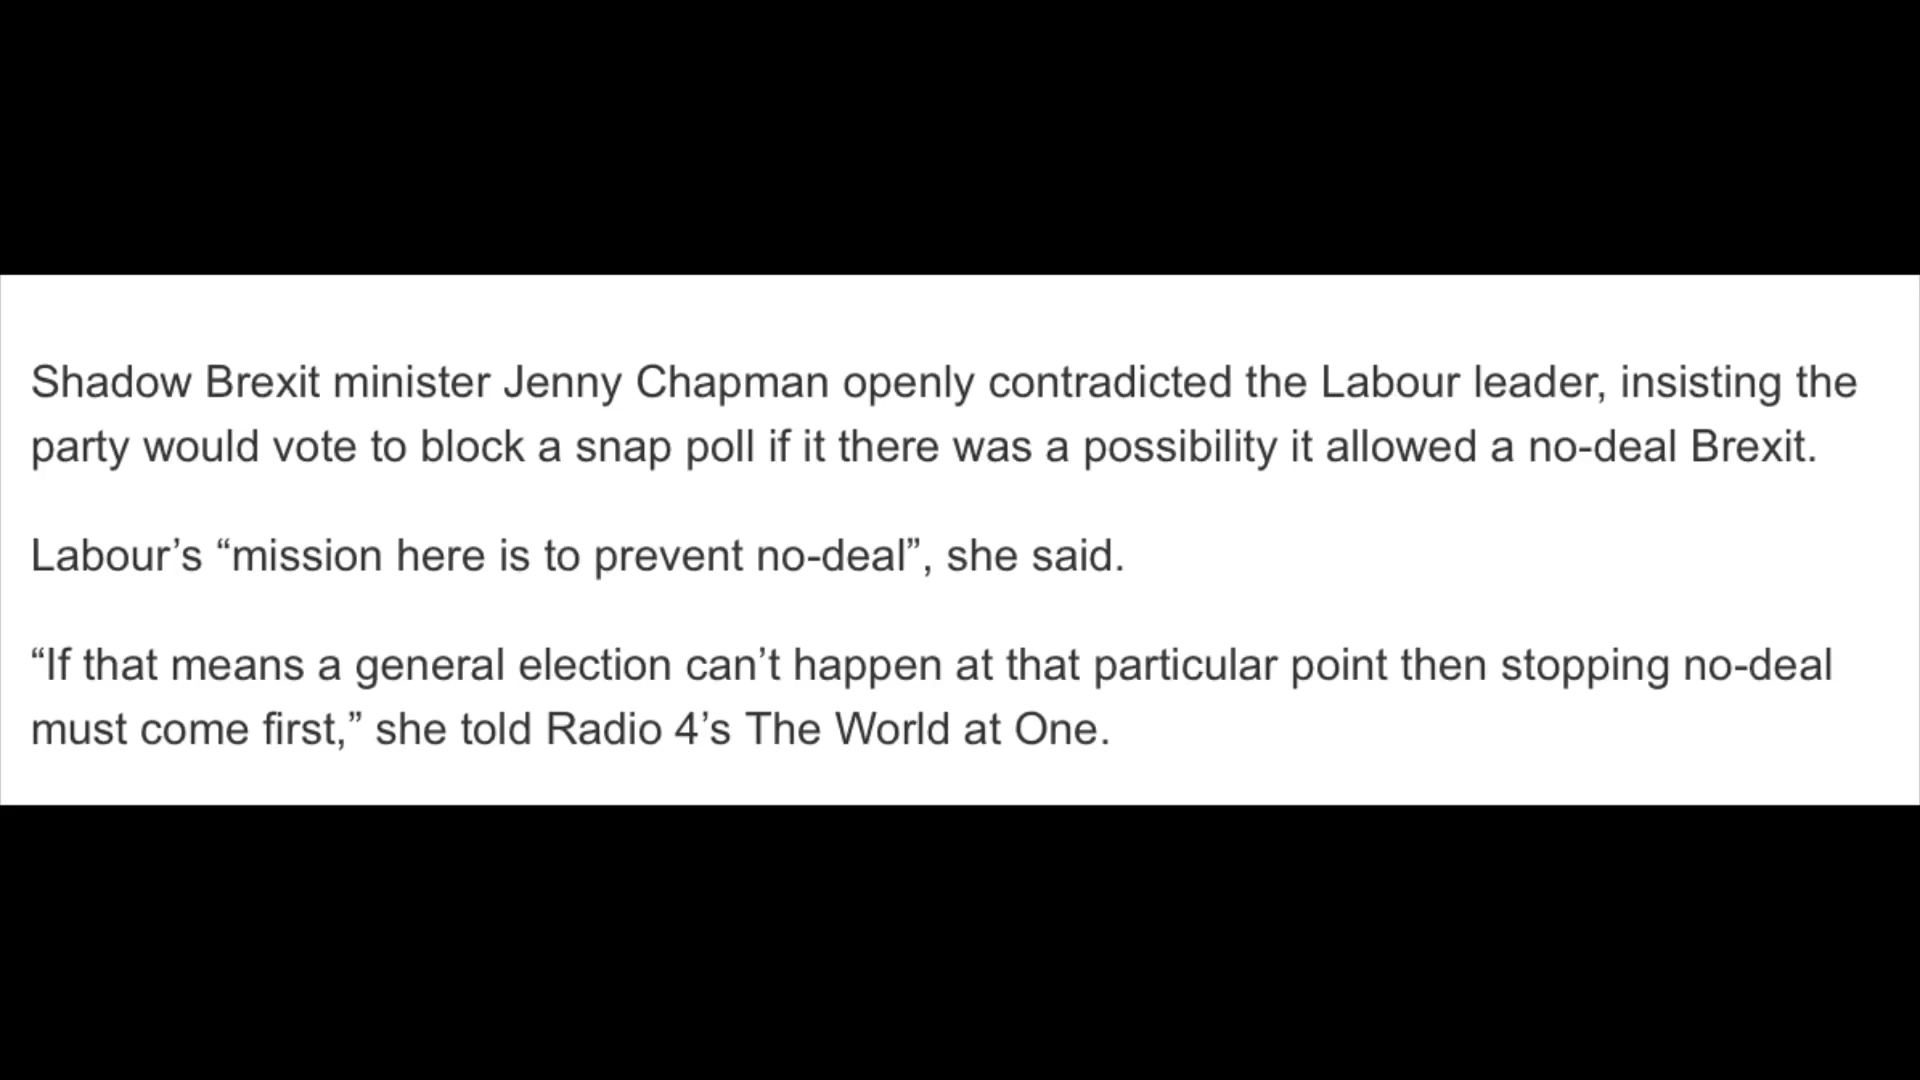 Shadow Brexit minister Jenny Chapman openly contradicted the Labour leader, insisting the
party would vote to block a snap poll if it there was a possibility it allowed a no-deal Brexit.
Labour’s “mission here is to prevent no-deal”, she said.
“If that means a general election can’t happen at that particular point then stopping no-deal
must come first,” she told Radio 4’s The World at One.